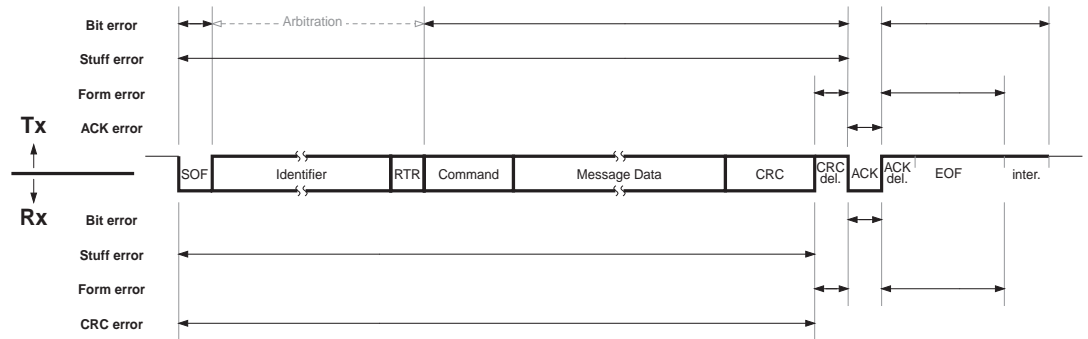 Bit error
Arbitration
Stuff error
Form error
ACK error
Tx
SOF Identifier RTR Command Message Data CRC CRC del. ACK ACK del. EOF inter.
Rx
Bit error
Stuff error
Form error
CRC error